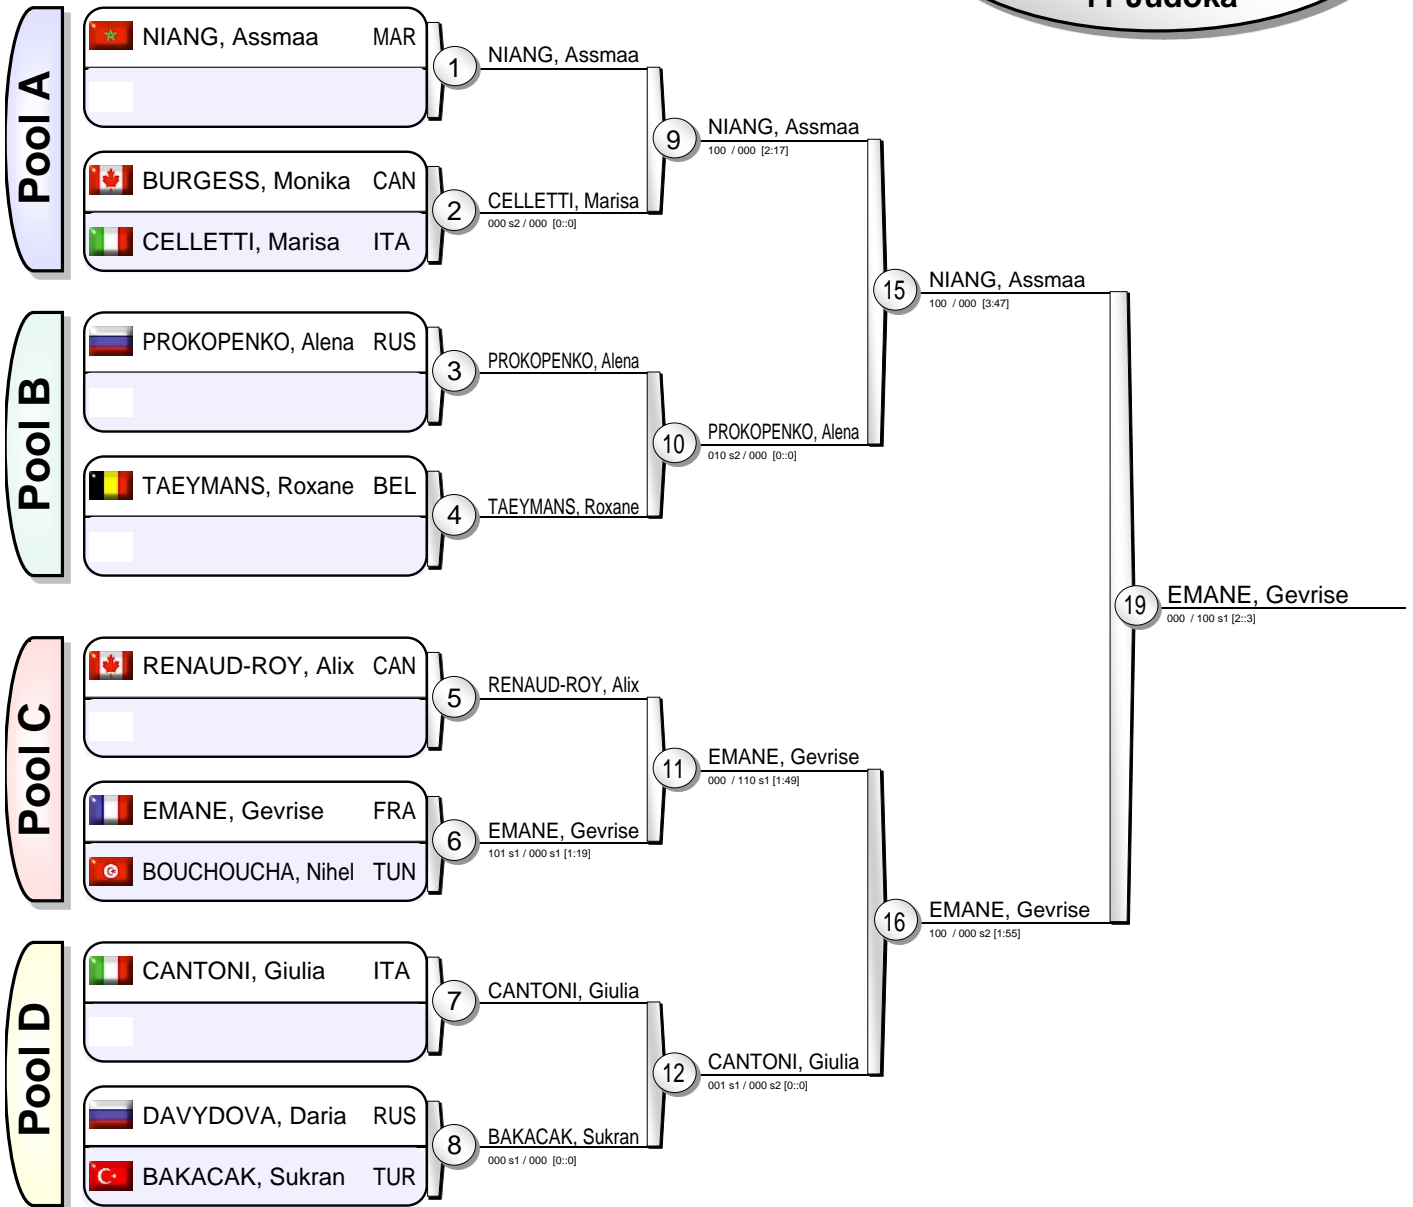 11 Judoka
Pool A
NIANG, Assmaa MAR
BURGESS, Monika CAN
CELLETTI, Marisa ITA
1
NIANG, Assmaa
2
CELLETTI, Marisa
000 s2 / 000 [0::0]
9
NIANG, Assmaa
100 / 000 [2:17]
Pool B
PROKOPENKO, Alena RUS
TAEYMANS, Roxane BEL
3
PROKOPENKO, Alena
4
TAEYMANS, Roxane
10
PROKOPENKO, Alena
010 s2 / 000 [0::0]
15
NIANG, Assmaa
100 / 000 [3:47]
Pool C
RENAUD-ROY, Alix CAN
EMANE, Gevrise FRA
BOUCHOUCHA, Nihel TUN
5
RENAUD-ROY, Alix
6
EMANE, Gevrise
101 s1 / 000 s1 [1:19]
11
EMANE, Gevrise
000 / 110 s1 [1:49]
Pool D
CANTONI, Giulia ITA
DAVYDOVA, Daria RUS
BAKACAK, Sukran TUR
7
CANTONI, Giulia
8
BAKACAK, Sukran
000 s1 / 000 [0::0]
12
CANTONI, Giulia
001 s1 / 000 s2 [0::0]
16
EMANE, Gevrise
100 / 000 s2 [1:55]
19
EMANE, Gevrise
000 / 100 s1 [2::3]